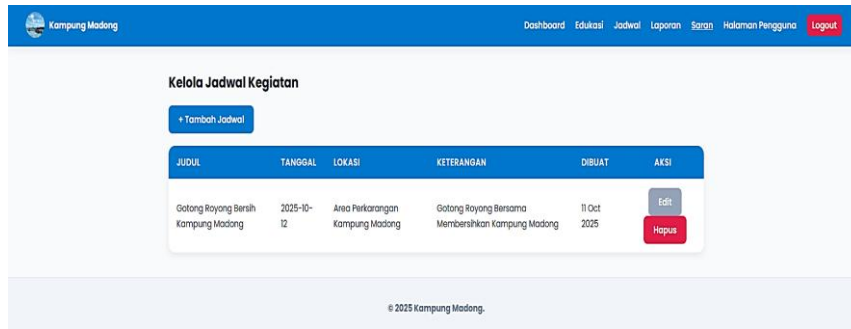 Kampung Madong
Dashboard Edukasi Jadwal Laporan Saran Halaman Pengguna Logout
Kelola Jadwal Kegiatan
+ Tambah Jadwal
JUDUL TANGGAL LOKASI KETERANGAN DIBUAT AKSI
Gotong Royong Bersih
Kampung Madong
2025-10-
12
Area Perkarangan
Kampung Madong
Gotong Royong Bersama
Membersihkan Kampung Madong
11 Oct
2025
Edit
Hapus
© 2025 Kampung Madong.